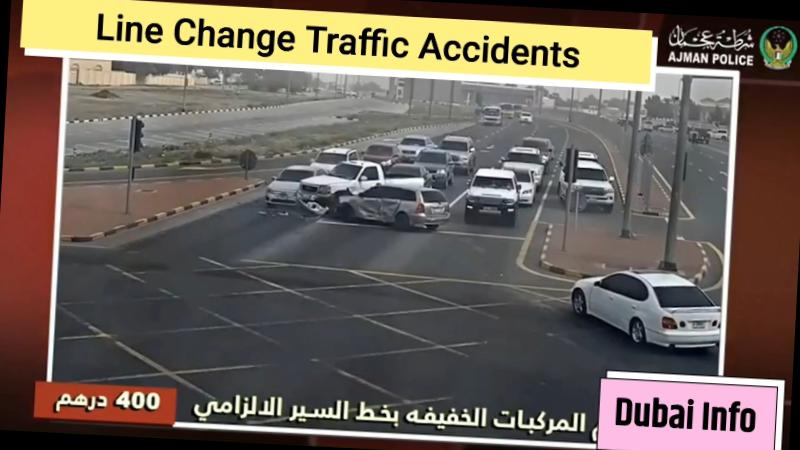 Line Change Traffic Accidents
شرطة عجمان
AJMAN POLICE
400 درهم
المركبات الخفيفه بخط السير الالزامي
Dubai Info